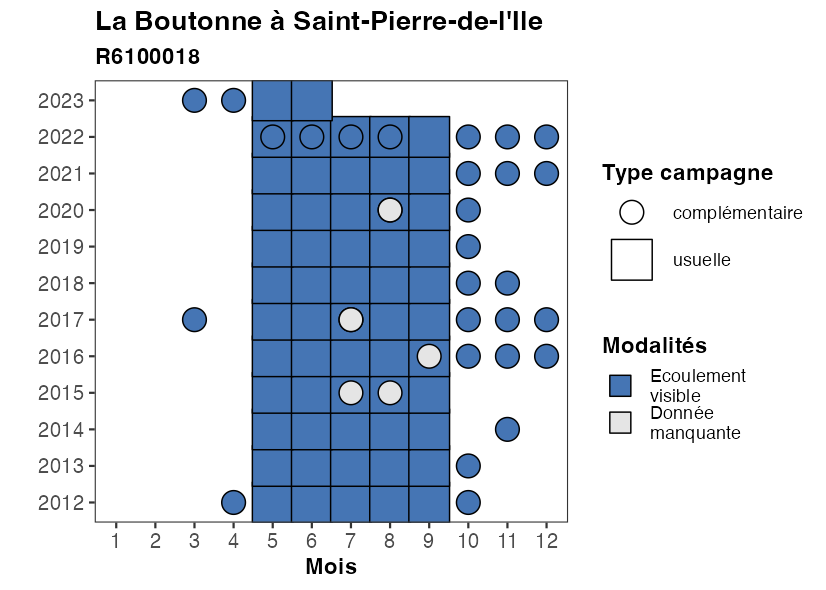 La Boutonne à Saint-Pierre-de-l'Ile
R6100018
2023
2022
2021
2020
2019
2018
2017
2016
2015
2014
2013
2012
1 2 3 4 5 6 7 8 9 10 11 12
Mois
Type campagne
complémentaire
usuelle
Modalités
Ecoulement
visible
Donnée
manquante